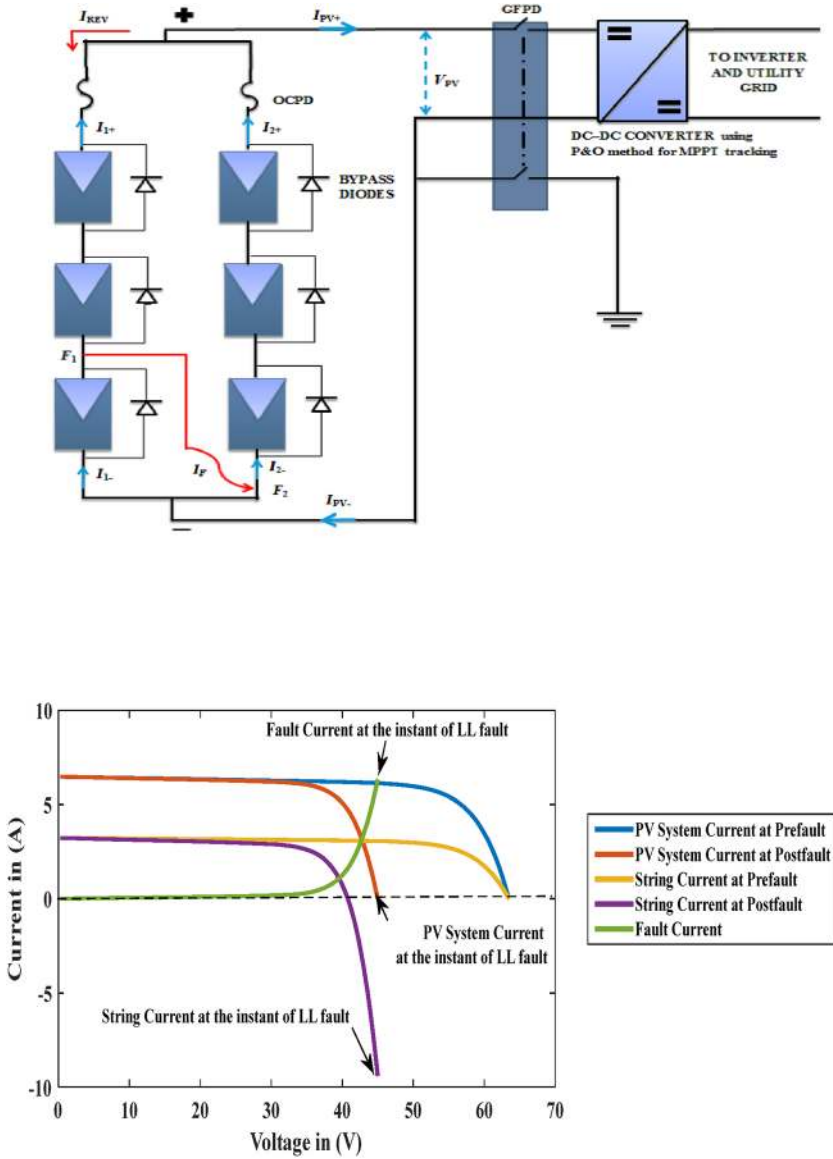 I_REV
+
I_PV+
GFPD
V_PV
TO INVERTER
AND UTILITY
GRID
OCPD
I_1+
I_2+
DC–DC CONVERTER using
P&O method for MPPT tracking
BYPASS
DIODES
F_1
I_1-
I_F
I_2-
F_2
I_PV-
Current in (A)
10
5
0
-5
-10
Fault Current at the instant of LL fault
PV System Current
at the instant of LL fault
String Current at the instant of LL fault
0 10 20 30 40 50 60 70
Voltage in (V)
PV System Current at Prefault
PV System Current at Postfault
String Current at Prefault
String Current at Postfault
Fault Current